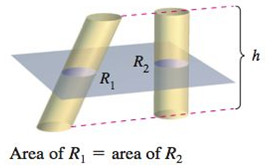 R₂
h
R₁
Area of R₁ = area of R₂